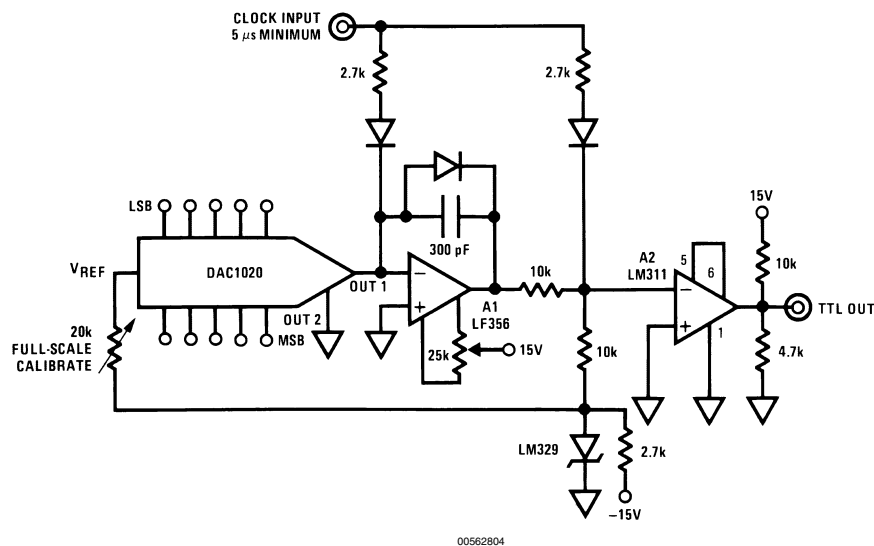 CLOCK INPUT
5 μs MINIMUM
2.7k
2.7k
LSB
300 pF
15V
VREF
DAC1020
OUT 1
OUT 2
MSB
20k
FULL-SCALE
CALIBRATE
A1
LF356
25k
15V
10k
10k
A2
LM311
5
6
1
10k
TTL OUT
4.7k
LM329
2.7k
–15V
00562804